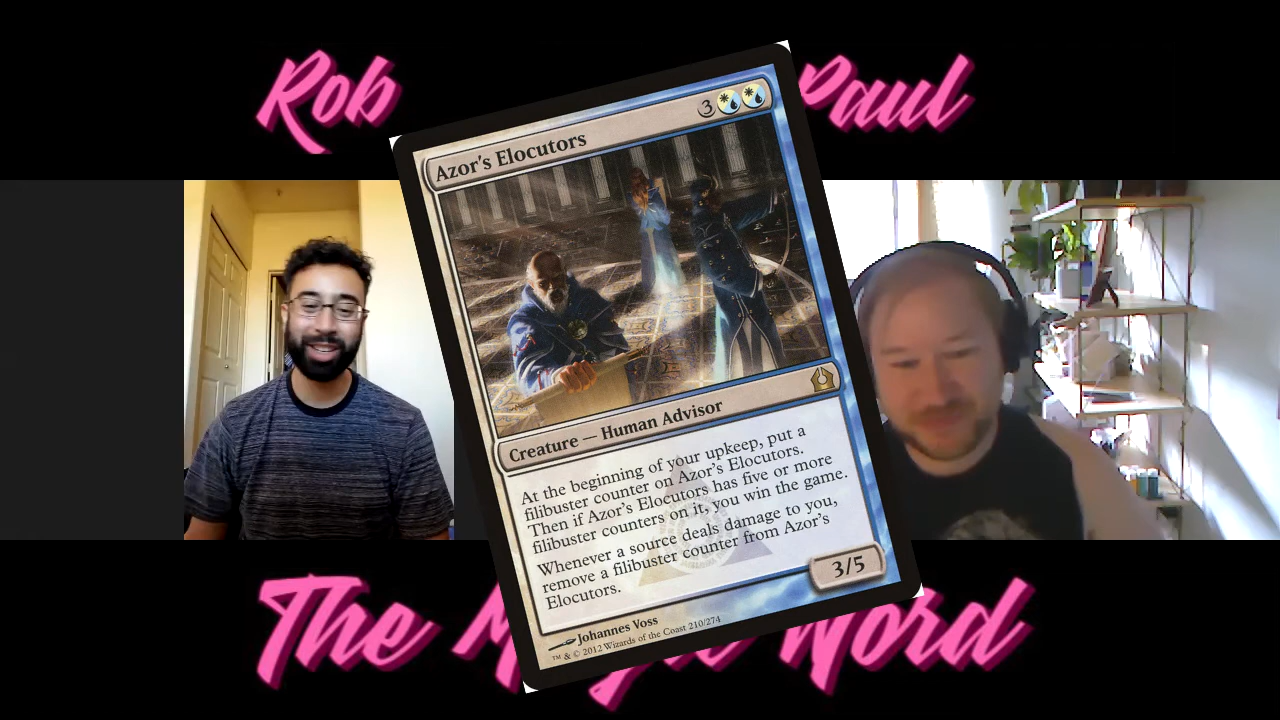 Rob
Paul
Azor's Elocutors
3
Creature — Human Advisor
At the beginning of your upkeep, put a
filibuster counter on Azor's Elocutors.
Then if Azor's Elocutors has five or more
filibuster counters on it, you win the game.
Whenever a source deals damage to you,
remove a filibuster counter from Azor's
Elocutors.
3/5
Johannes Voss
™ & © 2012 Wizards of the Coast 210/274
The Word